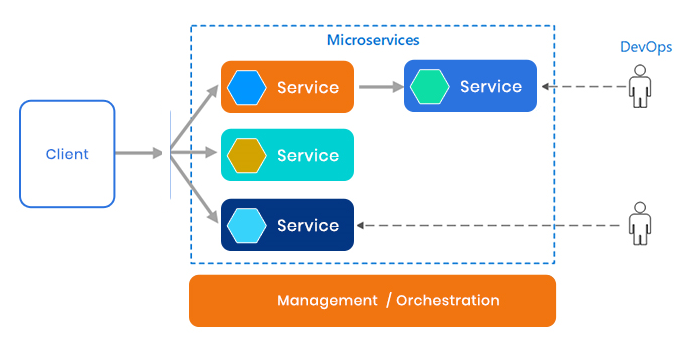 Microservices
DevOps
Service
Service
Client
Service
Service
Management / Orchestration